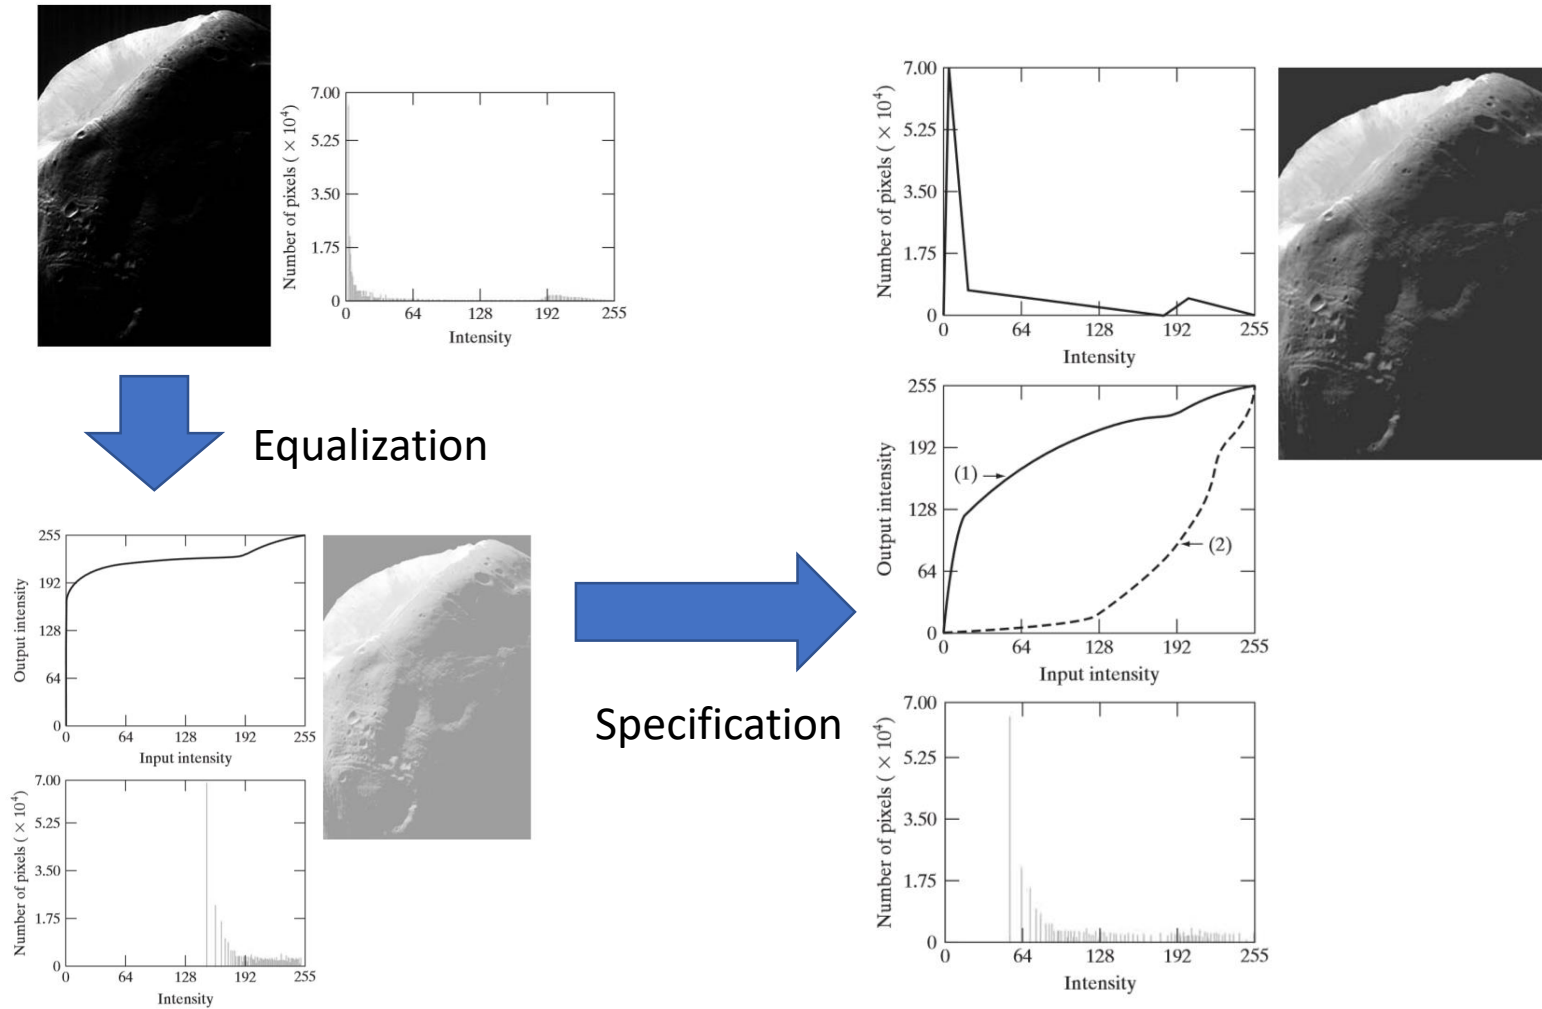 7.00
5.25
3.50
1.75
0
Number of pixels ( × 10⁴)
0 64 128 192 255
Intensity
Equalization
255
192
128
64
0
Output intensity
0 64 128 192 255
Input intensity
7.00
5.25
3.50
1.75
0
Number of pixels ( × 10⁴)
0 64 128 192 255
Intensity
Specification
7.00
5.25
3.50
1.75
0
Number of pixels ( × 10⁴)
0 64 128 192 255
Intensity
255
192
128
64
0
Output intensity
(1)
(2)
0 64 128 192 255
Input intensity
7.00
5.25
3.50
1.75
0
Number of pixels ( × 10⁴)
0 64 128 192 255
Intensity